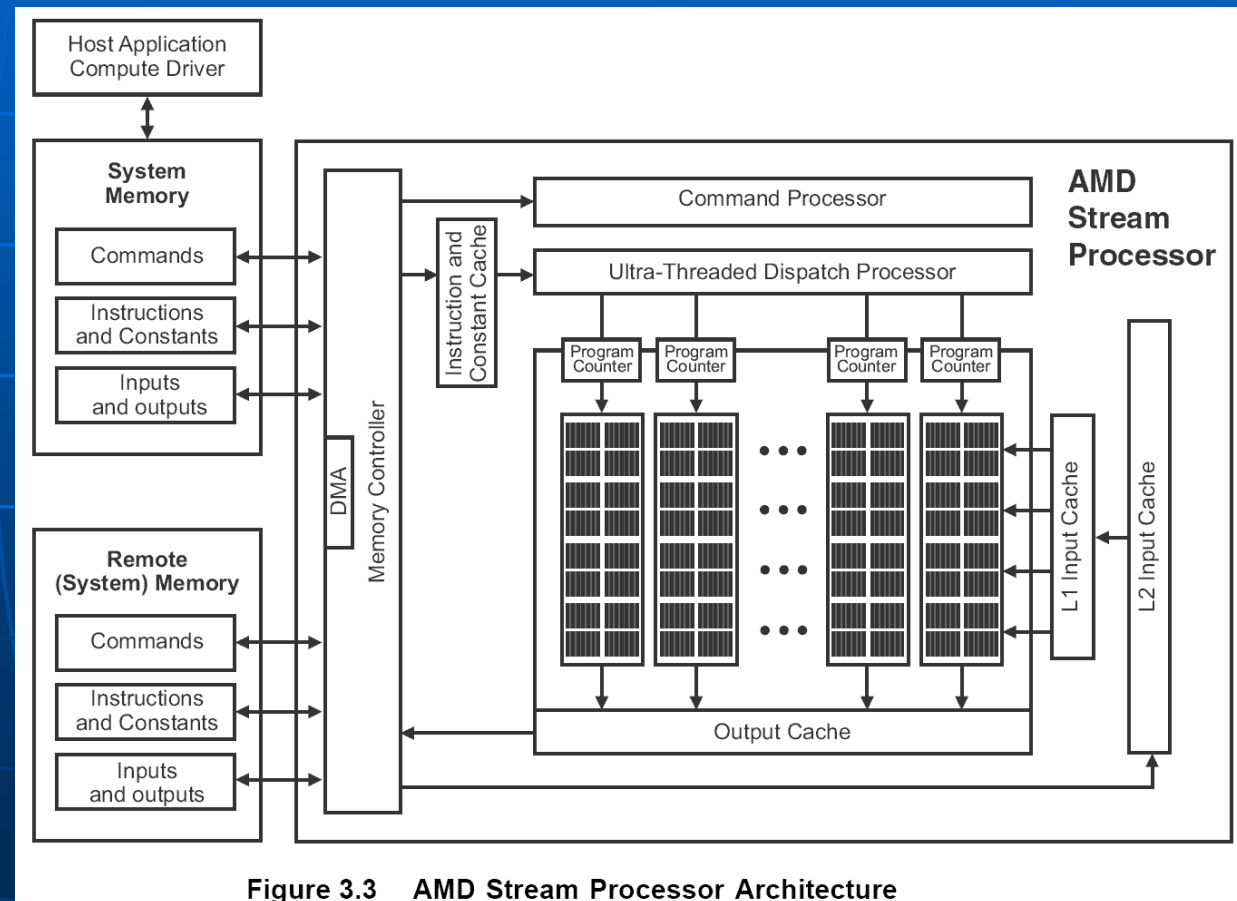 Host Application
Compute Driver
System
Memory
Commands
Instructions
and Constants
Inputs
and outputs
Remote
(System) Memory
Commands
Instructions
and Constants
Inputs
and outputs
DMA
Memory Controller
Instruction and
Constant Cache
Command Processor
Ultra-Threaded Dispatch Processor
Program
Counter
Program
Counter
Program
Counter
Program
Counter
Output Cache
L1 Input Cache
L2 Input Cache
AMD
Stream
Processor
Figure 3.3 AMD Stream Processor Architecture